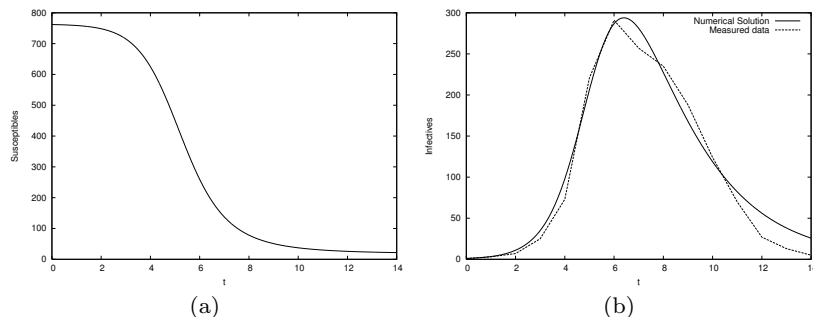 800
700
600
500
400
300
200
100
0
Susceptibles
0 2 4 6 8 10 12 14
t
(a)
300
250
200
150
100
50
0
Infectives
Numerical Solution
Measured data
0 2 4 6 8 10 12 14
t
(b)